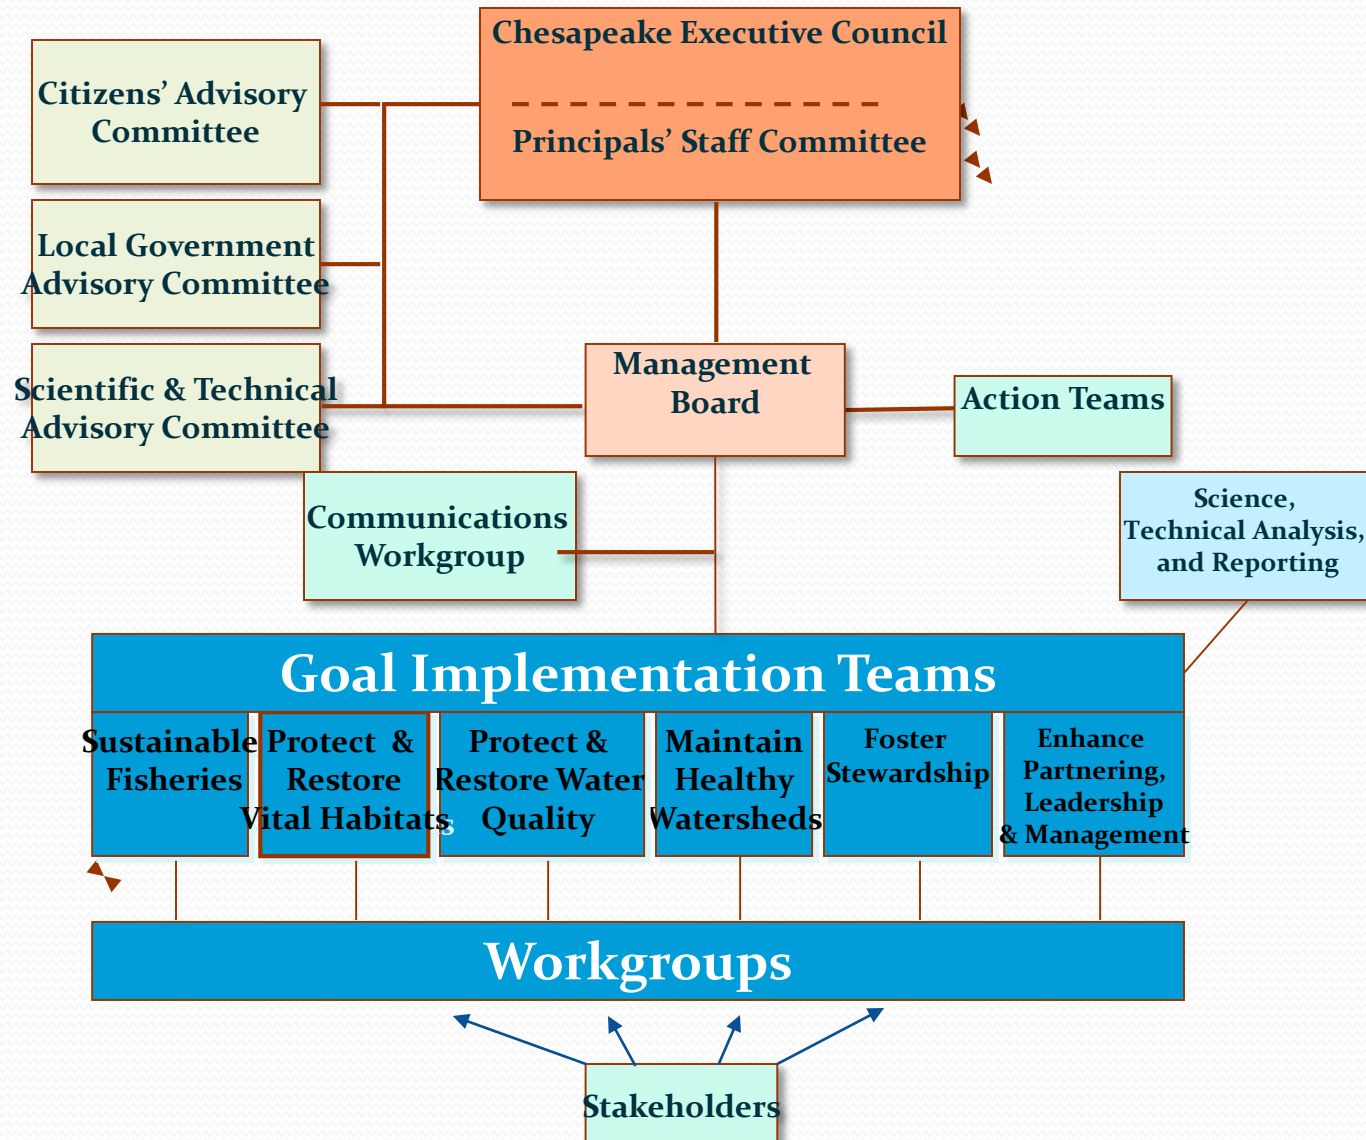 Chesapeake Executive Council
Principals’ Staff Committee
Citizens’ Advisory
Committee
Local Government
Advisory Committee
Scientific & Technical
Advisory Committee
Management
Board
Action Teams
Communications
Workgroup
Science,
Technical Analysis,
and Reporting
Goal Implementation Teams
Sustainable
Fisheries
Protect &
Restore
Vital Habitats
s
Protect &
Restore Water
Quality
Maintain
Healthy
Watersheds
Foster
Stewardship
Enhance
Partnering,
Leadership
& Management
Workgroups
Stakeholders